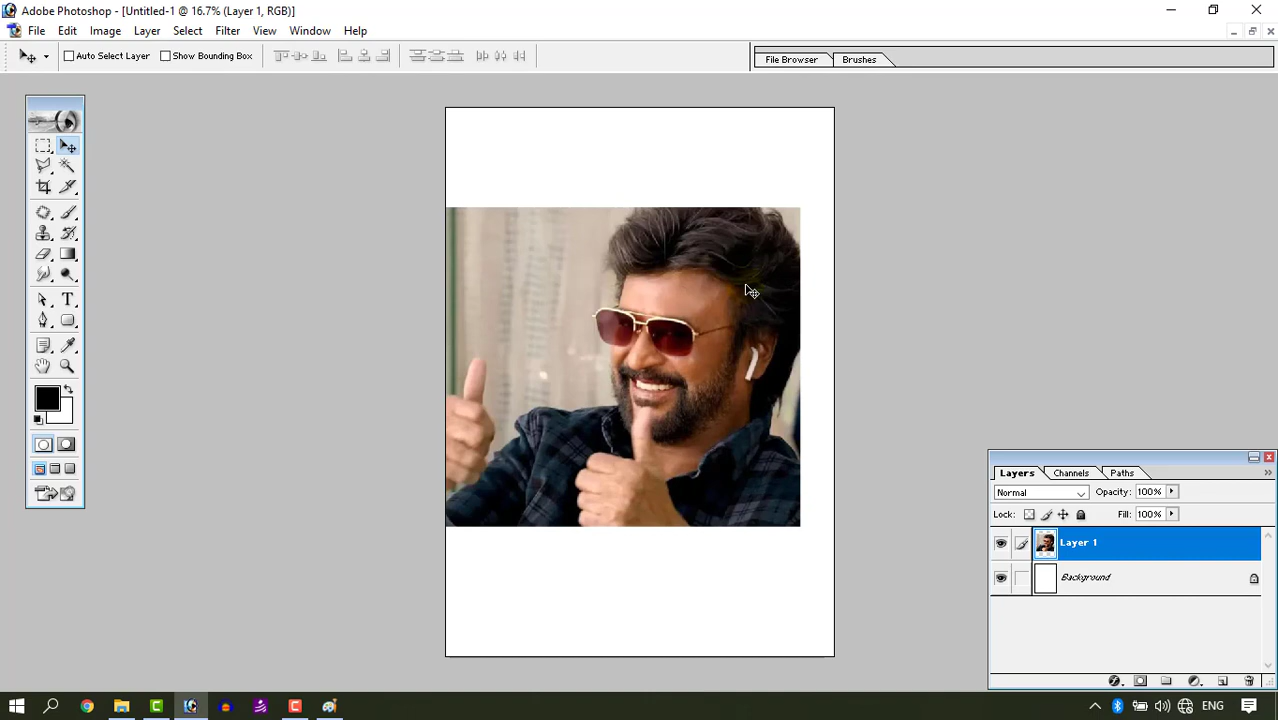 Adobe Photoshop - [Untitled-1 @ 16.7% (Layer 1, RGB)]
File Edit Image Layer Select Filter View Window Help
Auto Select Layer Show Bounding Box File Browser Brushes
Layers Channels Paths
Normal Opacity: 100%
Lock: Fill: 100%
Layer 1
Background
ENG